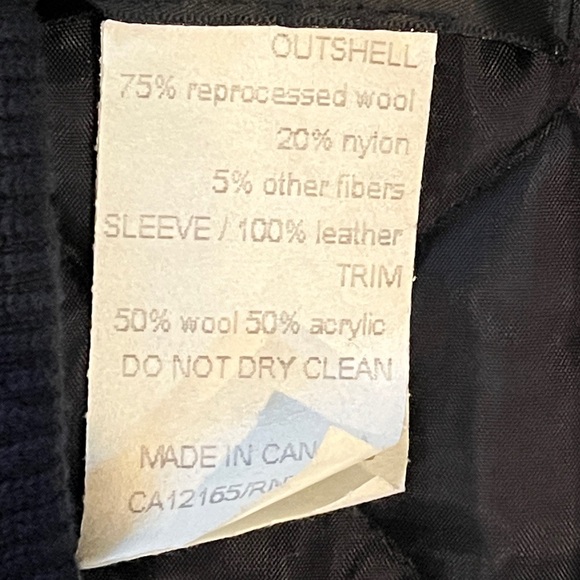 OUTSHELL
75% reprocessed wool
20% nylon
5% other fibers
SLEEVE / 100% leather
TRIM
50% wool 50% acrylic
DO NOT DRY CLEAN
MADE IN
CA12165/RN